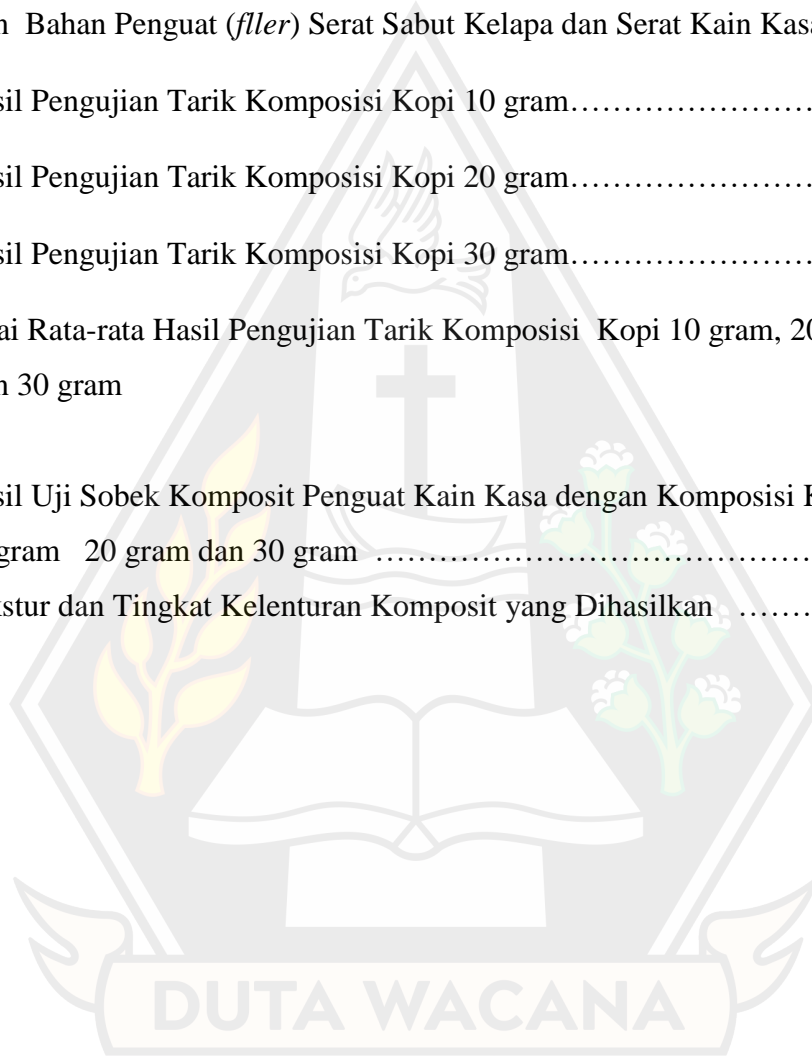 n Bahan Penguat (fller) Serat Sabut Kelapa dan Serat Kain Kasa
sil Pengujian Tarik Komposisi Kopi 10 gram……………………
sil Pengujian Tarik Komposisi Kopi 20 gram……………………
sil Pengujian Tarik Komposisi Kopi 30 gram……………………
ai Rata-rata Hasil Pengujian Tarik Komposisi Kopi 10 gram, 20
n 30 gram
sil Uji Sobek Komposit Penguat Kain Kasa dengan Komposisi K
gram 20 gram dan 30 gram ………………………………………
kstur dan Tingkat Kelenturan Komposit yang Dihasilkan ………
DUTA WACANA